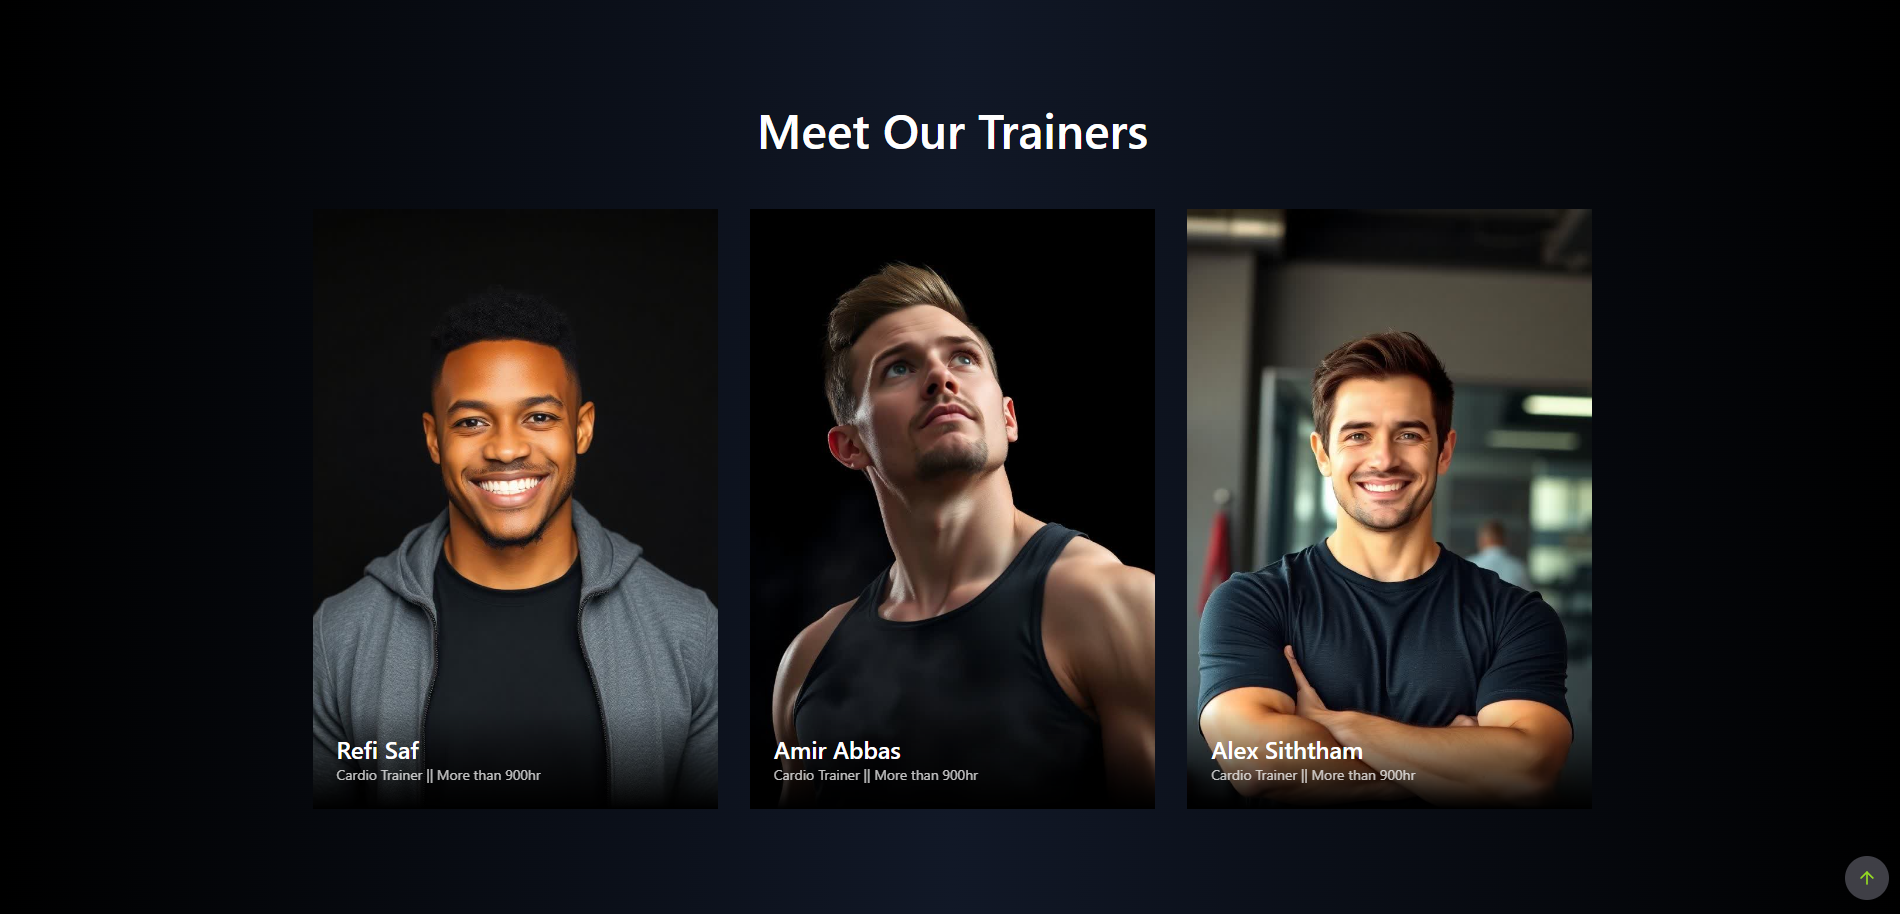 Meet Our Trainers
Refi Saf
Cardio Trainer || More than 900hr
Amir Abbas
Cardio Trainer || More than 900hr
Alex Siththam
Cardio Trainer || More than 900hr